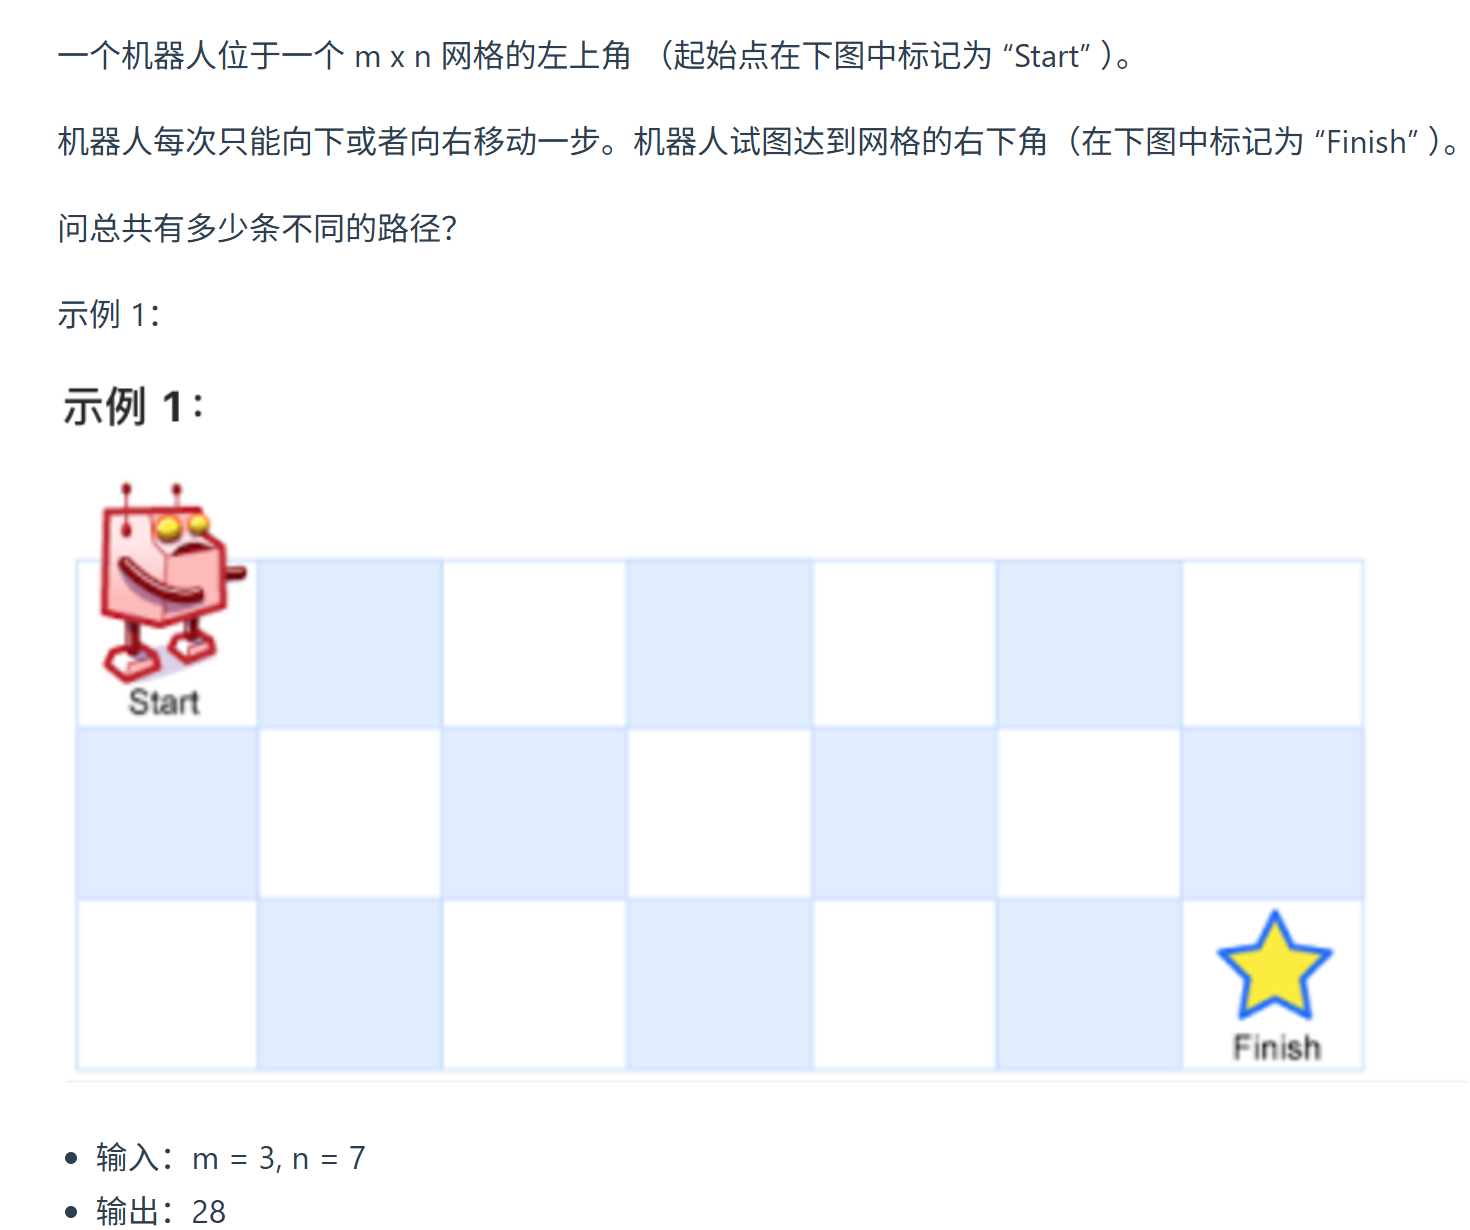 一个机器人位于一个 m x n 网格的左上角 （起始点在下图中标记为 “Start” ）。
机器人每次只能向下或者向右移动一步。机器人试图达到网格的右下角（在下图中标记为 “Finish” ）。
问总共有多少条不同的路径？
示例 1：
示例 1：
Start
Finish
输入：m = 3, n = 7
输出：28